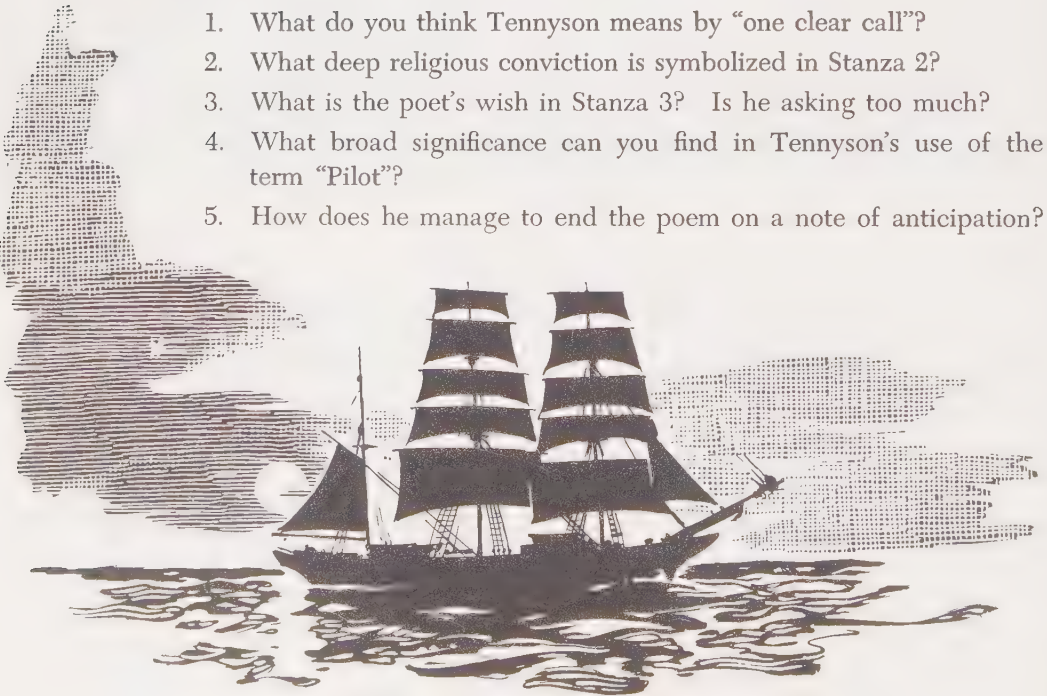 1. What do you think Tennyson means by “one clear call”?
2. What deep religious conviction is symbolized in Stanza 2?
3. What is the poet’s wish in Stanza 3? Is he asking too much?
4. What broad significance can you find in Tennyson’s use of the
term “Pilot”?
5. How does he manage to end the poem on a note of anticipation?